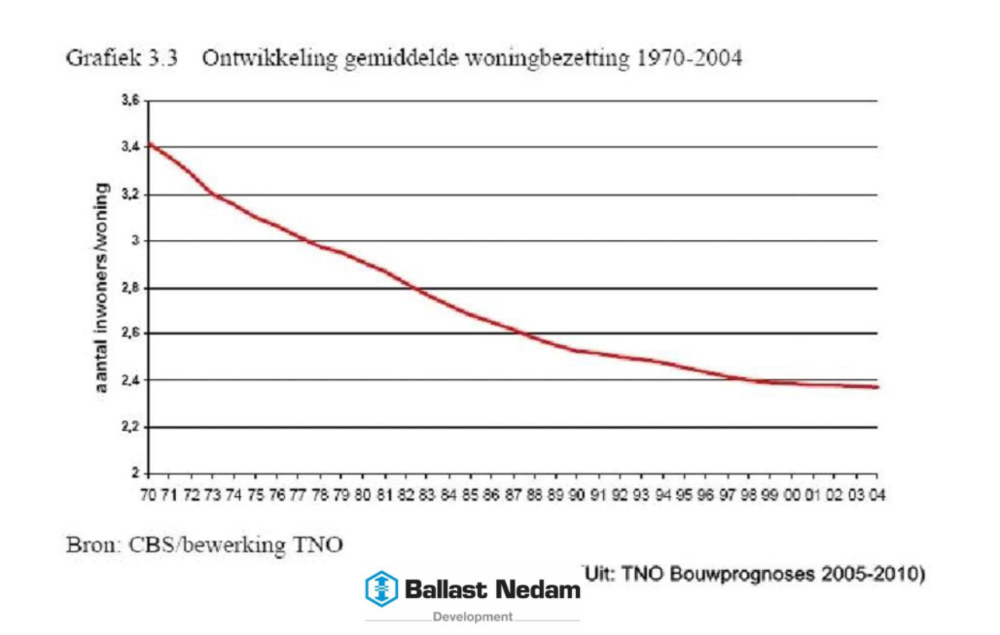 Grafiek 3.3 Ontwikkeling gemiddelde woningbezetting 1970-2004
3,6
3,4
3,2
3
2,8
2,6
2,4
2,2
2
aantal inwoners/woning
70 71 72 73 74 75 76 77 78 79 80 81 82 83 84 85 86 87 88 89 90 91 92 93 94 95 96 97 98 99 00 01 02 03 04
Bron: CBS/bewerking TNO
Uit: TNO Bouwprognoses 2005-2010)
Ballast Nedam
Development